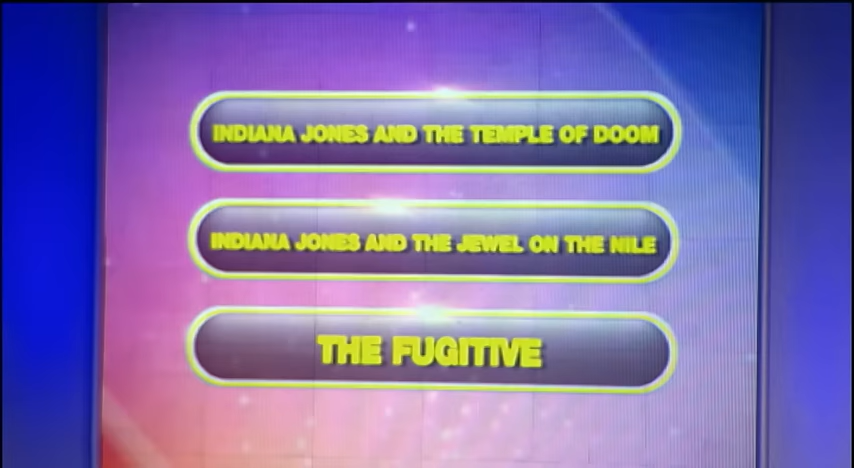 INDIANA JONES AND THE TEMPLE OF DOOM
INDIANA JONES AND THE JEWEL ON THE NILE
THE FUGITIVE